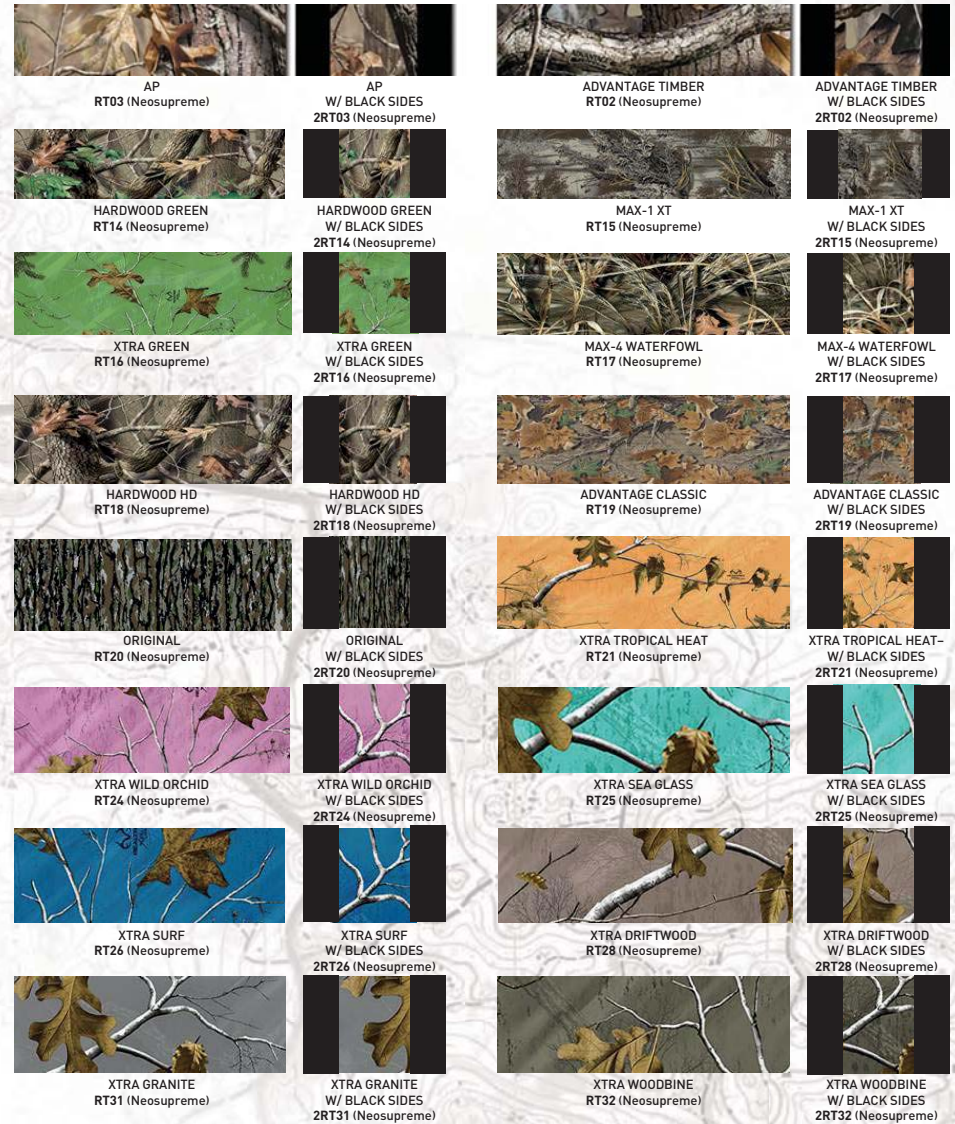 AP
RT03 (Neosupreme)
AP
W/ BLACK SIDES
2RT03 (Neosupreme)
ADVANTAGE TIMBER
RT02 (Neosupreme)
ADVANTAGE TIMBER
W/ BLACK SIDES
2RT02 (Neosupreme)
HARDWOOD GREEN
RT14 (Neosupreme)
HARDWOOD GREEN
W/ BLACK SIDES
2RT14 (Neosupreme)
MAX-1 XT
RT15 (Neosupreme)
MAX-1 XT
W/ BLACK SIDES
2RT15 (Neosupreme)
XTRA GREEN
RT16 (Neosupreme)
XTRA GREEN
W/ BLACK SIDES
2RT16 (Neosupreme)
MAX-4 WATERFOWL
RT17 (Neosupreme)
MAX-4 WATERFOWL
W/ BLACK SIDES
2RT17 (Neosupreme)
HARDWOOD HD
RT18 (Neosupreme)
HARDWOOD HD
W/ BLACK SIDES
2RT18 (Neosupreme)
ADVANTAGE CLASSIC
RT19 (Neosupreme)
ADVANTAGE CLASSIC
W/ BLACK SIDES
2RT19 (Neosupreme)
ORIGINAL
RT20 (Neosupreme)
ORIGINAL
W/ BLACK SIDES
2RT20 (Neosupreme)
XTRA TROPICAL HEAT
RT21 (Neosupreme)
XTRA TROPICAL HEAT–
W/ BLACK SIDES
2RT21 (Neosupreme)
XTRA WILD ORCHID
RT24 (Neosupreme)
XTRA WILD ORCHID
W/ BLACK SIDES
2RT24 (Neosupreme)
XTRA SEA GLASS
RT25 (Neosupreme)
XTRA SEA GLASS
W/ BLACK SIDES
2RT25 (Neosupreme)
XTRA SURF
RT26 (Neosupreme)
XTRA SURF
W/ BLACK SIDES
2RT26 (Neosupreme)
XTRA DRIFTWOOD
RT28 (Neosupreme)
XTRA DRIFTWOOD
W/ BLACK SIDES
2RT28 (Neosupreme)
XTRA GRANITE
RT31 (Neosupreme)
XTRA GRANITE
W/ BLACK SIDES
2RT31 (Neosupreme)
XTRA WOODBINE
RT32 (Neosupreme)
XTRA WOODBINE
W/ BLACK SIDES
2RT32 (Neosupreme)